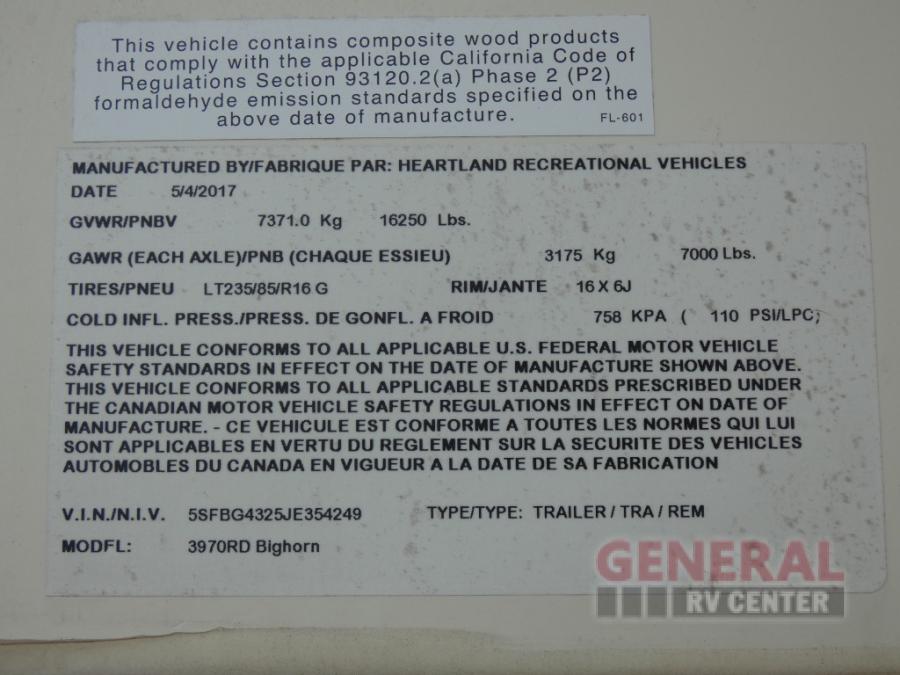 This vehicle contains composite wood products
that comply with the applicable California Code of
Regulations Section 93120.2(a) Phase 2 (P2)
formaldehyde emission standards specified on the
above date of manufacture. FL-601
MANUFACTURED BY/FABRIQUE PAR: HEARTLAND RECREATIONAL VEHICLES
DATE 5/4/2017
GVWR/PNBV 7371.0 Kg 16250 Lbs.
GAWR (EACH AXLE)/PNB (CHAQUE ESSIEU) 3175 Kg 7000 Lbs.
TIRES/PNEU LT235/85/R16 G RIM/JANTE 16 X 6J
COLD INFL. PRESS./PRESS. DE GONFL. A FROID 758 KPA ( 110 PSI/LPC;
THIS VEHICLE CONFORMS TO ALL APPLICABLE U.S. FEDERAL MOTOR VEHICLE
SAFETY STANDARDS IN EFFECT ON THE DATE OF MANUFACTURE SHOWN ABOVE.
THIS VEHICLE CONFORMS TO ALL APPLICABLE STANDARDS PRESCRIBED UNDER
THE CANADIAN MOTOR VEHICLE SAFETY REGULATIONS IN EFFECT ON DATE OF
MANUFACTURE. - CE VEHICULE EST CONFORME A TOUTES LES NORMES QUI LUI
SONT APPLICABLES EN VERTU DU REGLEMENT SUR LA SECURITE DES VEHICLES
AUTOMOBLES DU CANADA EN VIGUEUR A LA DATE DE SA FABRICATION
V.I.N./N.I.V. 5SFBG4325JE354249 TYPE/TYPE: TRAILER / TRA / REM
MODFL: 3970RD Bighorn
GENERAL
RV CENTER